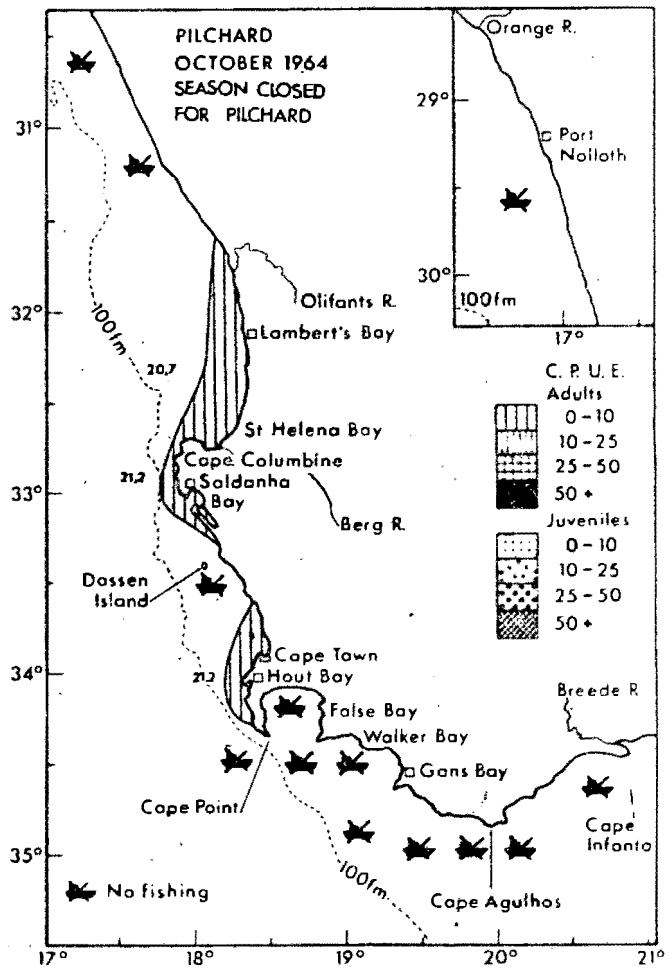 PILCHARD
OCTOBER 1964
SEASON CLOSED
FOR PILCHARD
Orange R.
29°
Port
Nolloth
30°
100fm
17°
31°
32°
33°
34°
35°
100fm
Olifants R.
Lambert's Bay
20,7
St Helena Bay
Cape Columbine
21,2
Saldanha
Bay
Berg R.
Dassen
Island
Cape Town
21,2
Hout Bay
False Bay
Walker Bay
Gans Bay
Breede R
Cape Point
Cape
Infanta
100fm
Cape Agulhas
No fishing
C. P. U. E.
Adults
0-10
10-25
25-50
50+
Juveniles
0-10
10-25
25-50
50+
17°
18°
19°
20°
21°